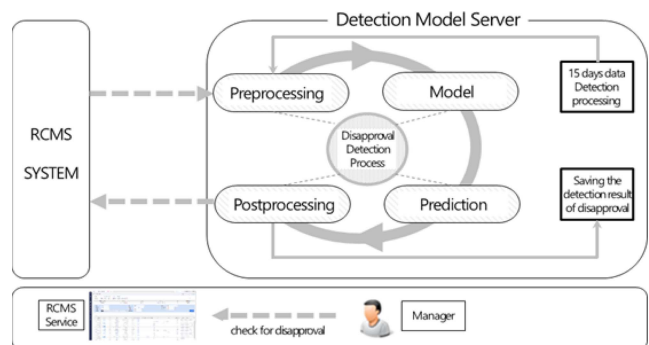 Detection Model Server
RCMS
SYSTEM
Preprocessing
Model
15 days data
Detection
processing
Disapproval
Detection
Process
Postprocessing
Prediction
Saving the
detection result
of disapproval
RCMS
Service
check for disapproval
Manager